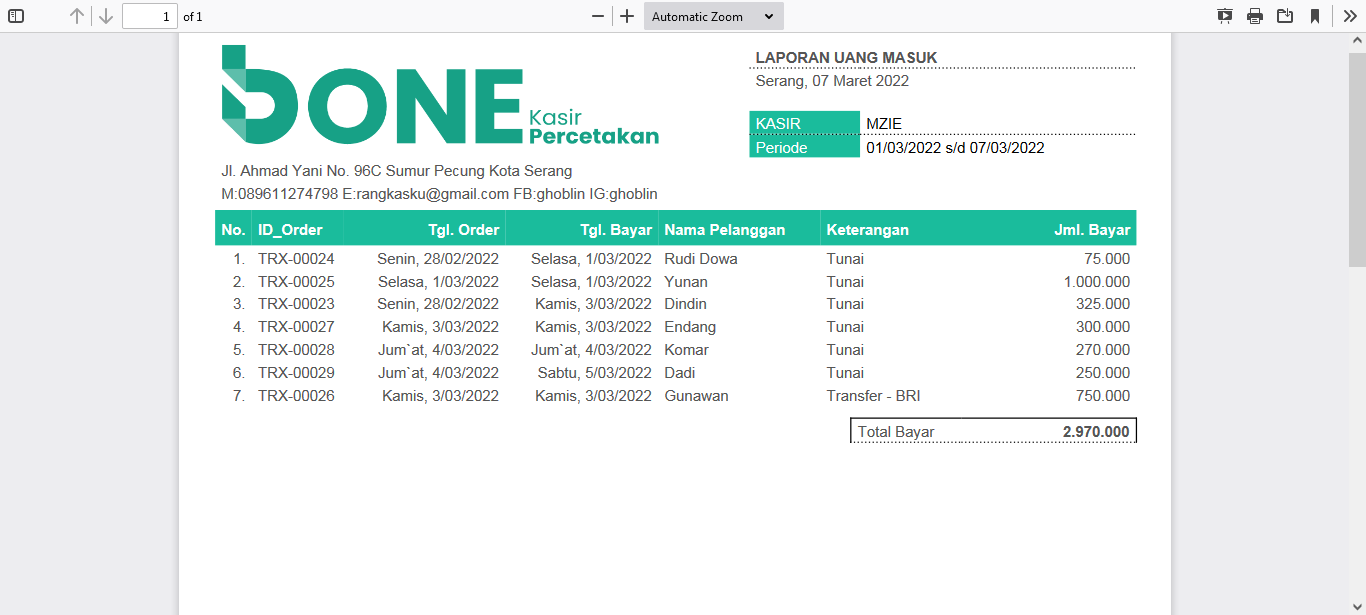 1 of 1 Automatic Zoom
bONE Kasir Percetakan
LAPORAN UANG MASUK
Serang, 07 Maret 2022
KASIR MZIE
Periode 01/03/2022 s/d 07/03/2022
Jl. Ahmad Yani No. 96C Sumur Pecung Kota Serang
M:089611274798 E:rangkasku@gmail.com FB:ghoblin IG:ghoblin
No. ID_Order Tgl. Order Tgl. Bayar Nama Pelanggan Keterangan Jml. Bayar
1. TRX-00024 Senin, 28/02/2022 Selasa, 1/03/2022 Rudi Dowa Tunai 75.000
2. TRX-00025 Selasa, 1/03/2022 Selasa, 1/03/2022 Yunan Tunai 1.000.000
3. TRX-00023 Senin, 28/02/2022 Kamis, 3/03/2022 Dindin Tunai 325.000
4. TRX-00027 Kamis, 3/03/2022 Kamis, 3/03/2022 Endang Tunai 300.000
5. TRX-00028 Jum`at, 4/03/2022 Jum`at, 4/03/2022 Komar Tunai 270.000
6. TRX-00029 Jum`at, 4/03/2022 Sabtu, 5/03/2022 Dadi Tunai 250.000
7. TRX-00026 Kamis, 3/03/2022 Kamis, 3/03/2022 Gunawan Transfer - BRI 750.000
Total Bayar 2.970.000